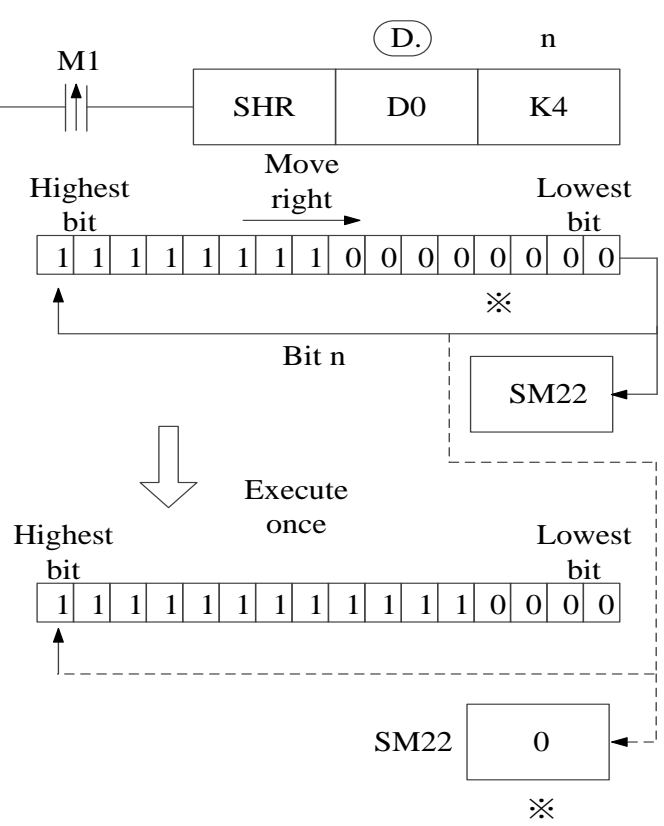 D. n
M1
SHR D0 K4
Move
right
Highest
bit
Lowest
bit
1 1 1 1 1 1 1 1 0 0 0 0 0 0 0 0
※
Bit n
SM22
Execute
once
Highest
bit
Lowest
bit
1 1 1 1 1 1 1 1 1 1 1 1 0 0 0 0
SM22 0
※